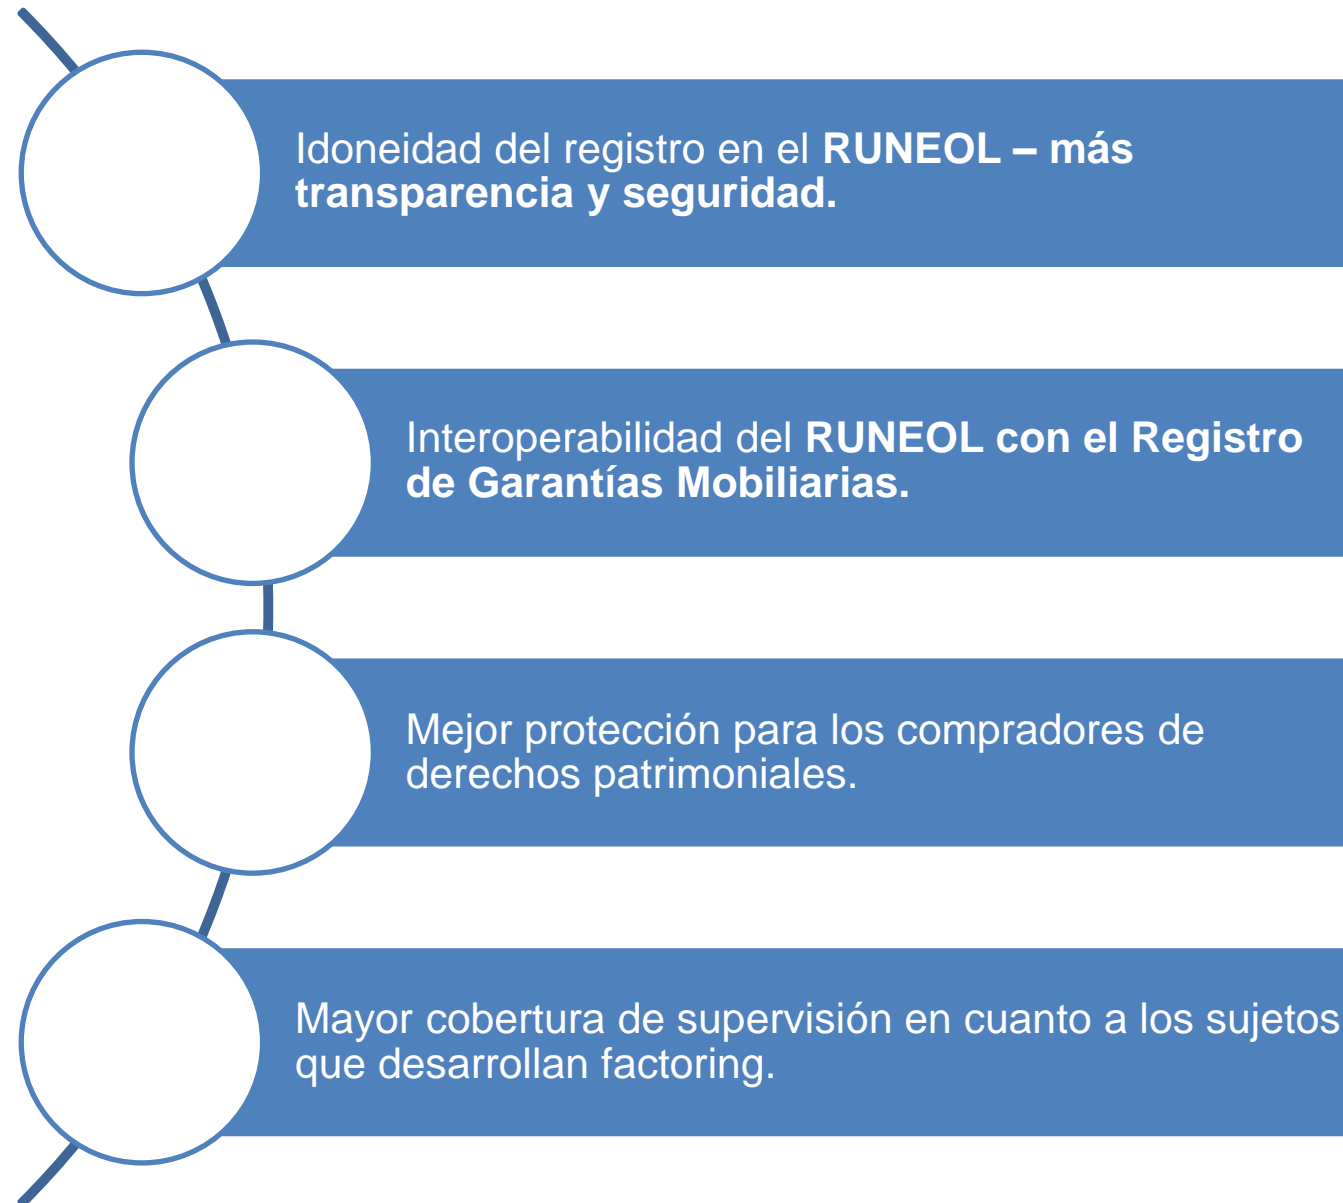 Idoneidad del registro en el RUNEOL – más
transparencia y seguridad.
Interoperabilidad del RUNEOL con el Registro
de Garantías Mobiliarias.
Mejor protección para los compradores de
derechos patrimoniales.
Mayor cobertura de supervisión en cuanto a los sujetos
que desarrollan factoring.